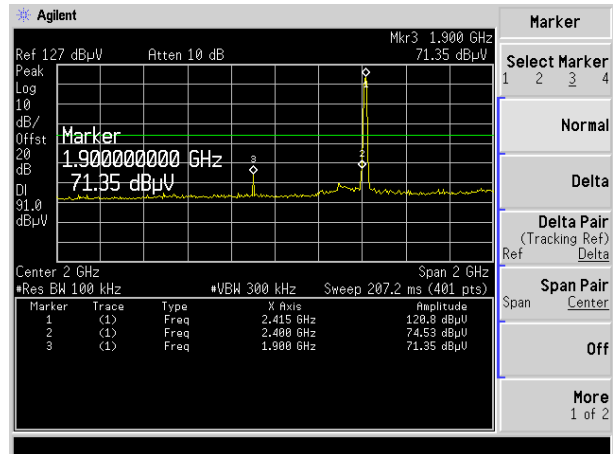 Agilent
Marker
Mkr3 1.900 GHz
Ref 127 dBµV Atten 10 dB 71.35 dBµV
Peak
Log
10
dB/
Offst
20
dB
DI
91.0
dBµV
1
2
3
Marker
1.900000000 GHz
71.35 dBµV
Center 2 GHz Span 2 GHz
#Res BW 100 kHz #VBW 300 kHz Sweep 207.2 ms (401 pts)
Marker Trace Type X Axis Amplitude
1 (1) Freq 2.415 GHz 120.8 dBµV
2 (1) Freq 2.400 GHz 74.53 dBµV
3 (1) Freq 1.900 GHz 71.35 dBµV
Select Marker
1 2 3 4
Normal
Delta
Delta Pair
(Tracking Ref)
Ref Delta
Span Pair
Span Center
Off
More
1 of 2